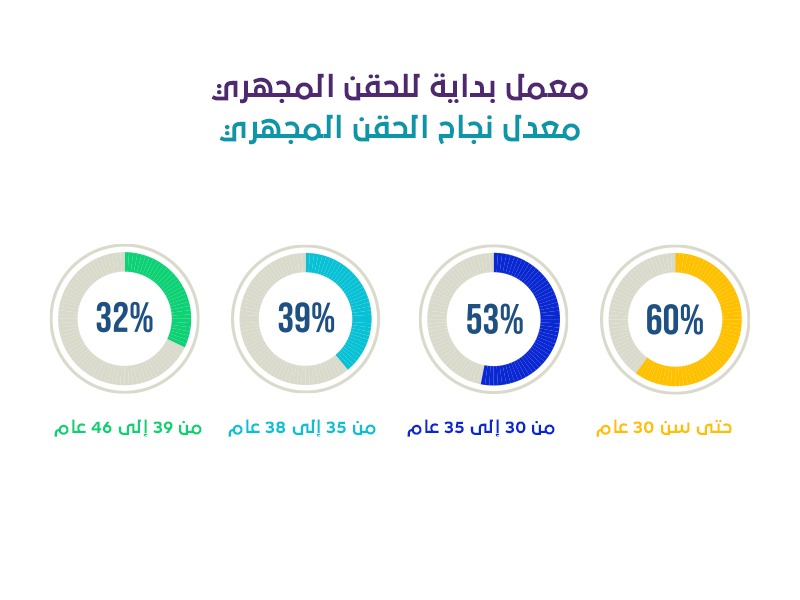 معمل بداية للحقن المجهري
معدل نجاح الحقن المجهري
60%
53%
39%
32%
حتى سن 30 عام
من 30 إلى 35 عام
من 35 إلى 38 عام
من 39 إلى 46 عام